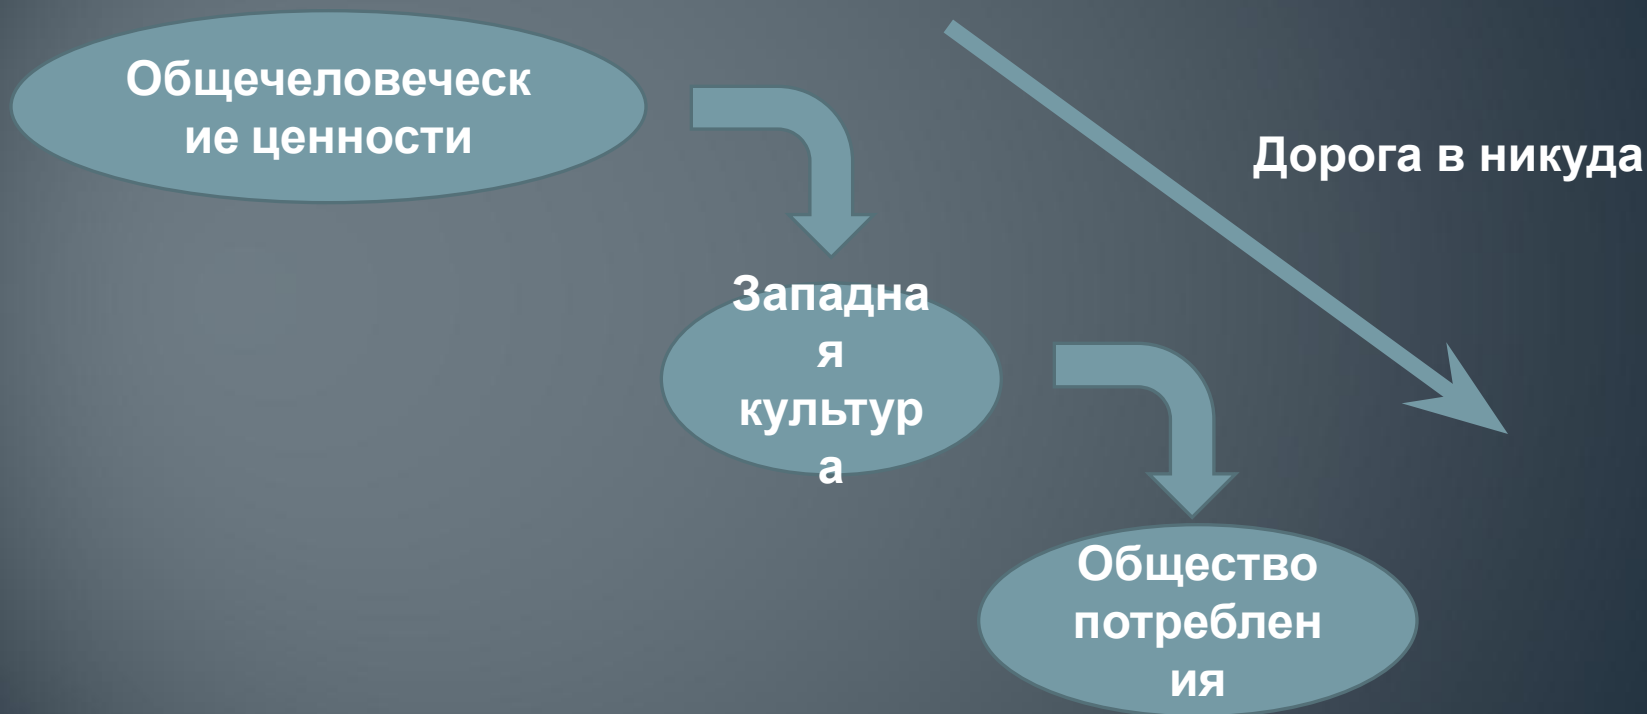 Общечеловеческ
ие ценности
Дорога в никуда
Западна
я
культур
а
Общество
потреблен
ия